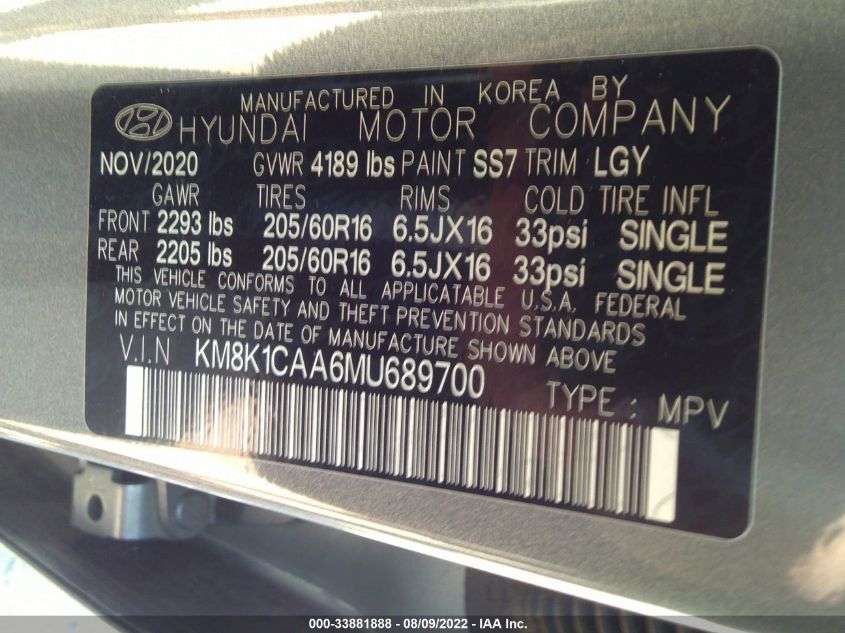 MANUFACTURED IN KOREA BY
HYUNDAI MOTOR COMPANY
NOV/2020 GVWR 4189 lbs PAINT SS7 TRIM LGY
GAWR TIRES RIMS COLD TIRE INFL
FRONT 2293 lbs 205/60R16 6.5JX16 33psi SINGLE
REAR 2205 lbs 205/60R16 6.5JX16 33psi SINGLE
THIS VEHICLE CONFORMS TO ALL APPLICATABLE U.S.A. FEDERAL
MOTOR VEHICLE SAFETY AND THEFT PREVENTION STANDARDS
IN EFFECT ON THE DATE OF MANUFACTURE SHOWN ABOVE
V.I.N KM8K1CAA6MU689700
TYPE : MPV
000-33881888 - 08/09/2022 - IAA Inc.